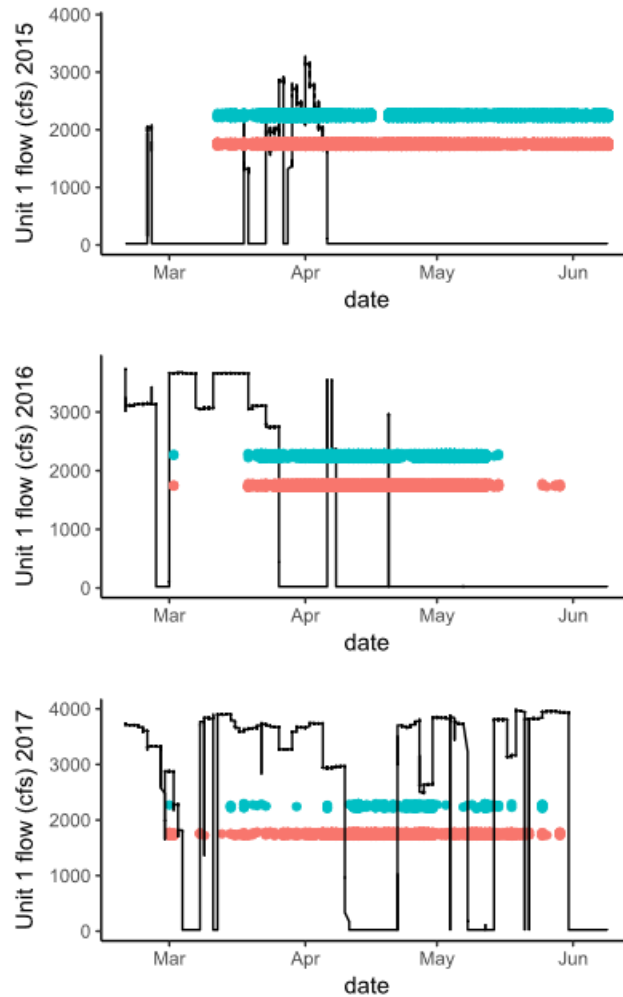 Unit 1 flow (cfs) 2015
4000
3000
2000
1000
0
Mar Apr May Jun
date
Unit 1 flow (cfs) 2016
3000
2000
1000
0
Mar Apr May Jun
date
Unit 1 flow (cfs) 2017
4000
3000
2000
1000
0
Mar Apr May Jun
date